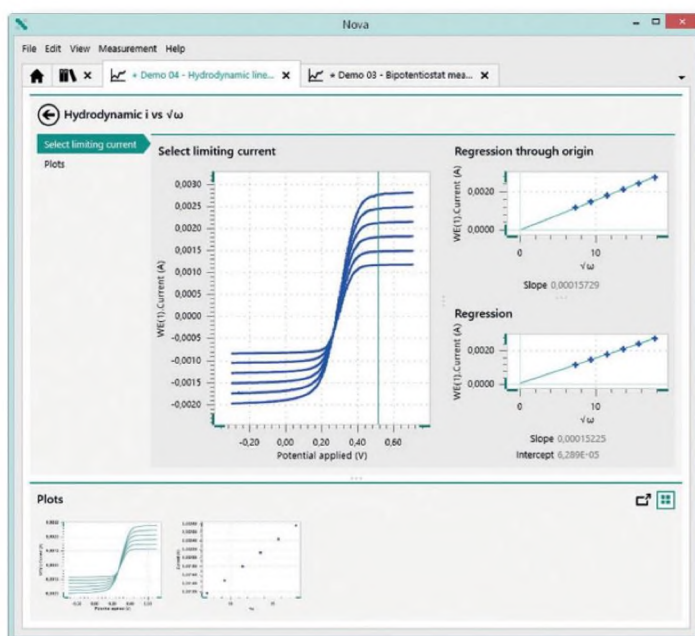 Nova
File Edit View Measurement Help
+ Demo 04 - Hydrodynamic line...
+ Demo 03 - Bipotentiostat mea...
Hydrodynamic i vs √ω
Select limiting current
Plots
Select limiting current
0,0030
0,0025
0,0020
0,0015
0,0010
0,0005
0,0000
-0,0005
-0,0010
-0,0015
-0,0020
WE(1).Current (A)
-0,20 0,00 0,20 0,40 0,60
Potential applied (V)
Regression through origin
WE(1).Current (A)
0,0020
0,0000
0 10
√ω
Slope 0,00015729
Regression
WE(1).Current (A)
0,0020
0,0000
0 10
√ω
Slope 0,00015225
Intercept 6,289E-05
Plots
Potential applied (V)